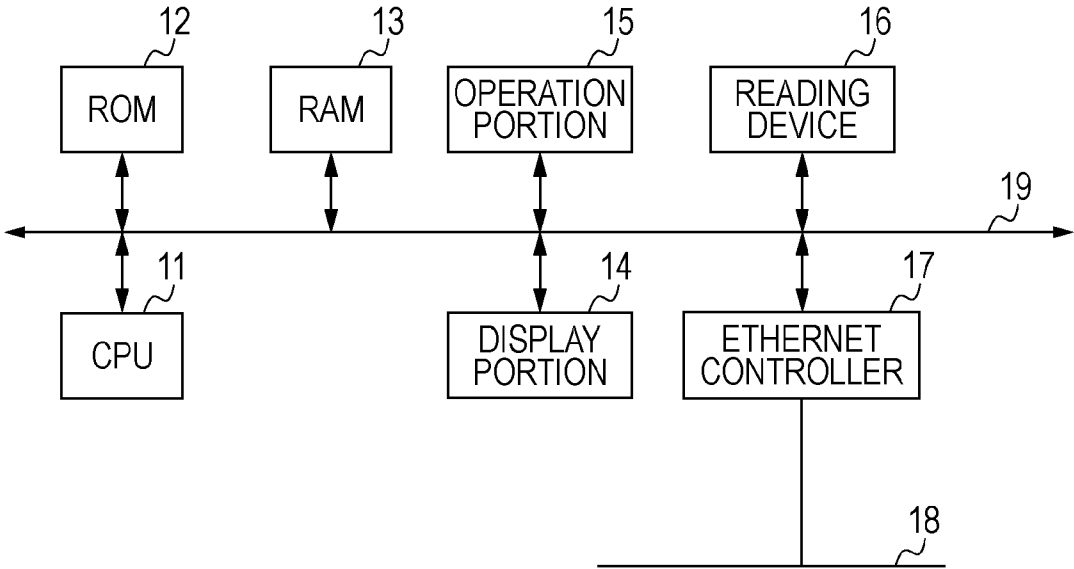 12
13
15
16
ROM
RAM
OPERATION
PORTION
READING
DEVICE
19
11
14
17
CPU
DISPLAY
PORTION
ETHERNET
CONTROLLER
18